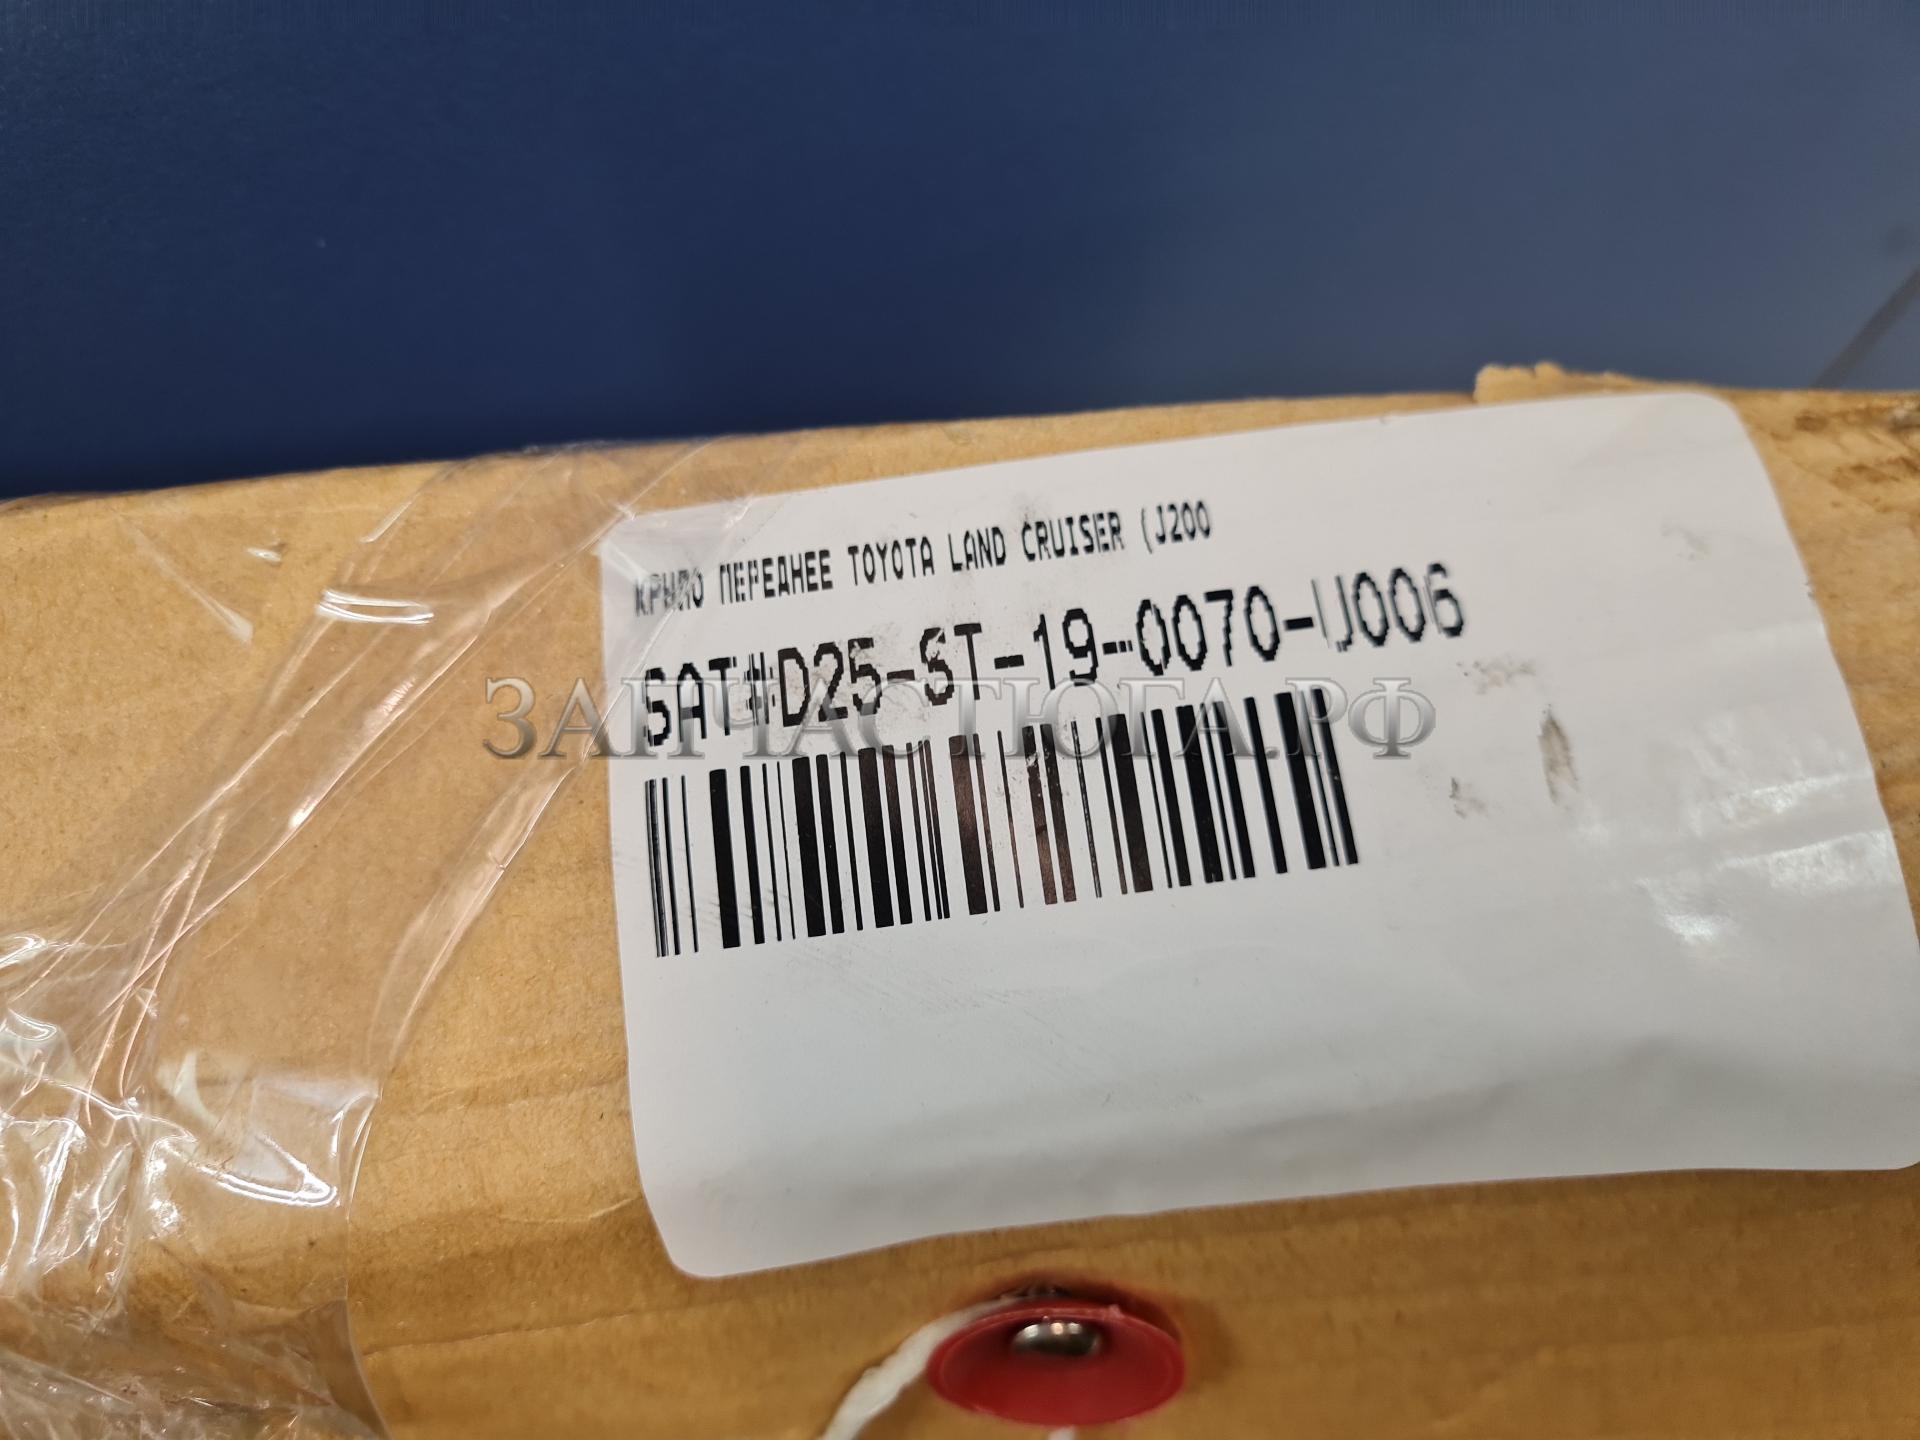 КРЫЛО ПЕРЕДНЕЕ TOYOTA LAND CRUISER (J200
SAT#D25-ST-19-0070-U006
ЗАПЧАСТЮГА.РФ